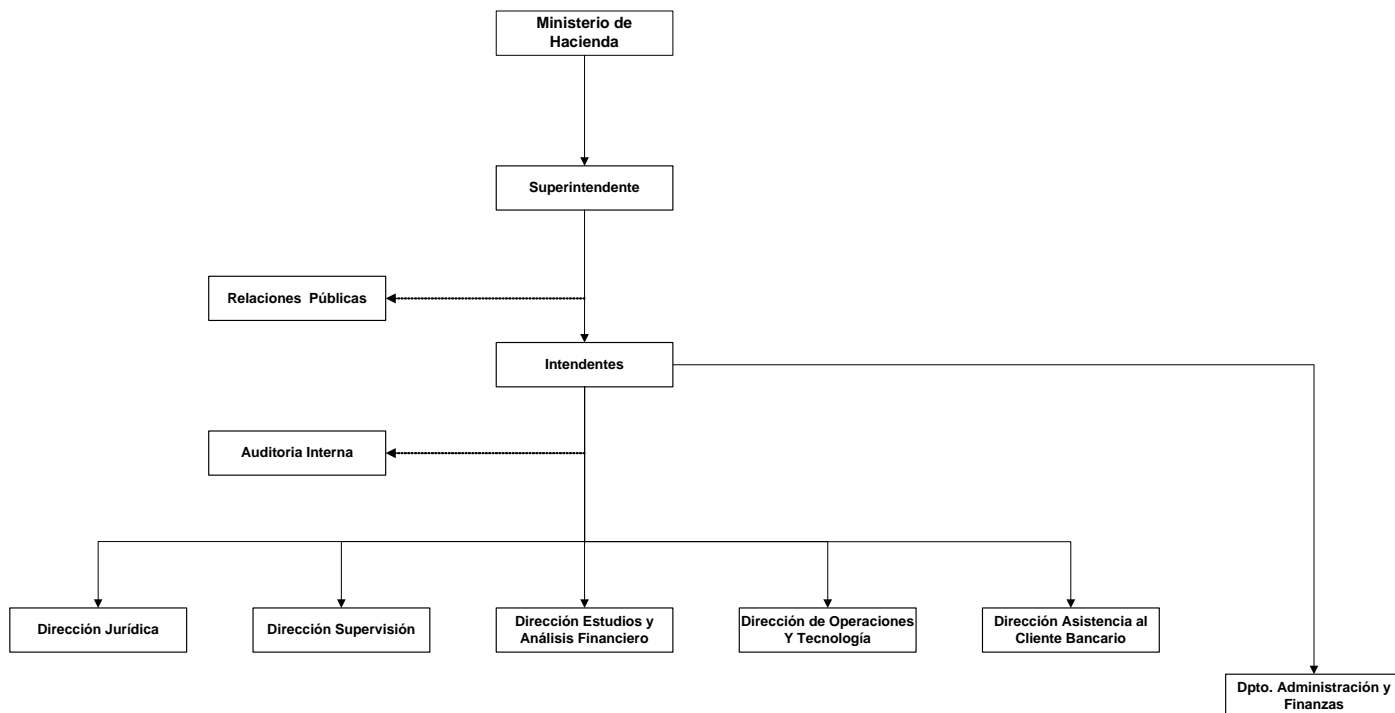 Ministerio de
Hacienda
Superintendente
Relaciones Públicas
Intendentes
Auditoria Interna
Dirección Jurídica
Dirección Supervisión
Dirección Estudios y
Análisis Financiero
Dirección de Operaciones
Y Tecnología
Dirección Asistencia al
Cliente Bancario
Dpto. Administración y
Finanzas